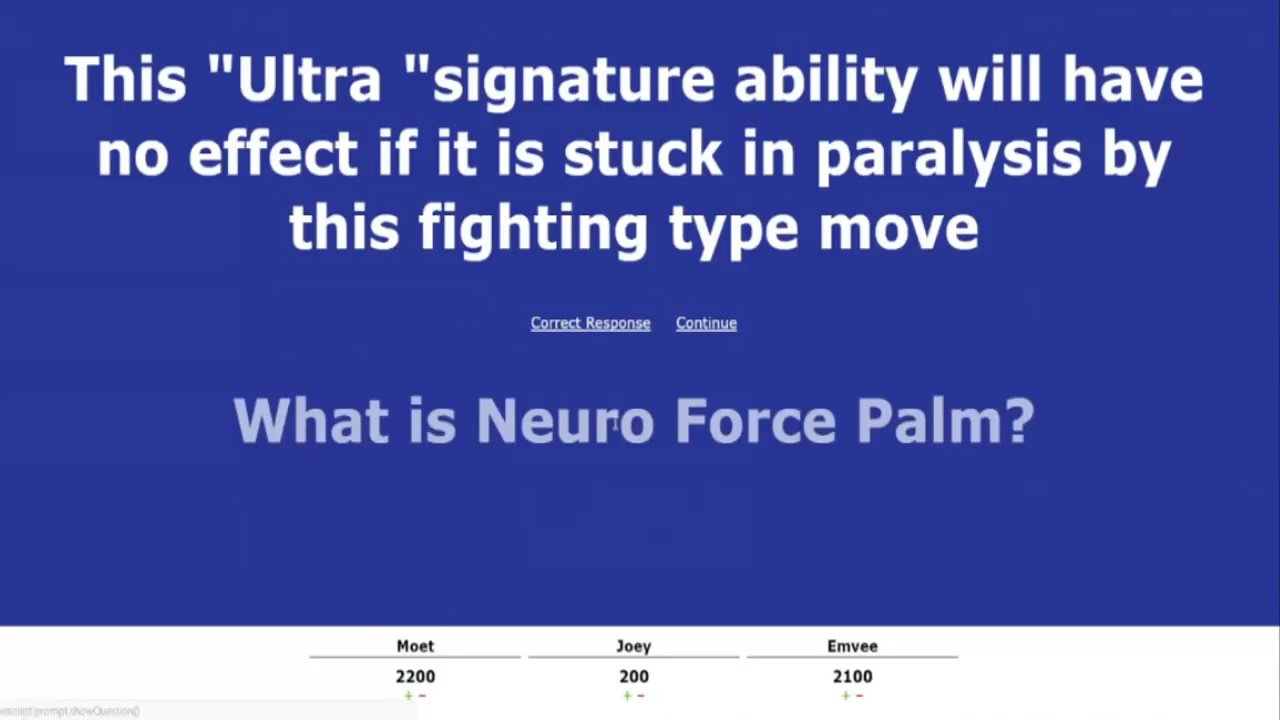 This "Ultra "signature ability will have
no effect if it is stuck in paralysis by
this fighting type move
Correct Response Continue
What is Neuro Force Palm?
Moet Joey Emvee
2200 200 2100
+ - + - + -